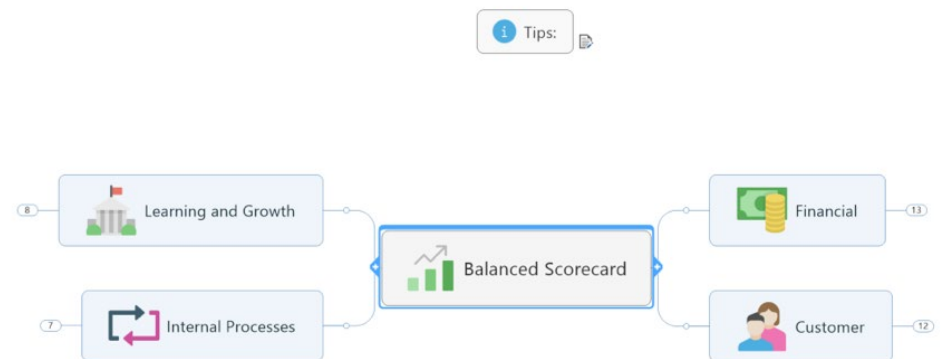 i Tips:
8 Learning and Growth
Financial 13
Balanced Scorecard
7 Internal Processes
Customer 12